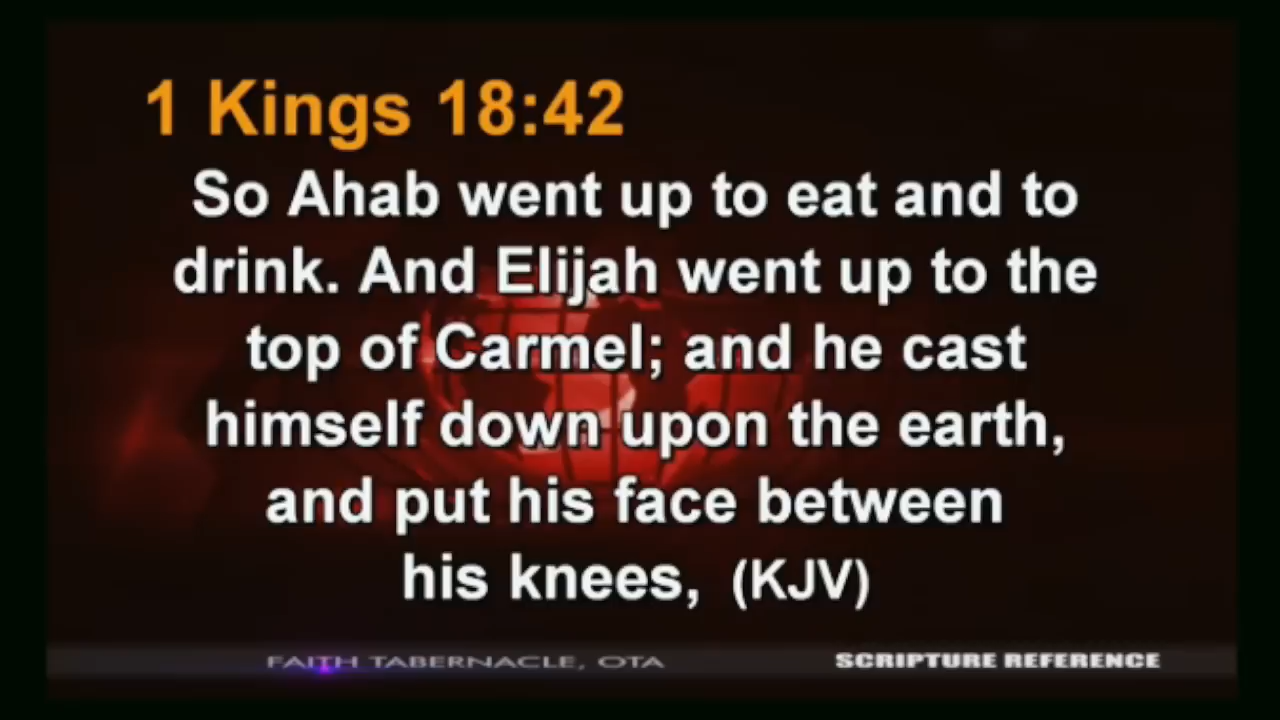 1 Kings 18:42
So Ahab went up to eat and to
drink. And Elijah went up to the
top of Carmel; and he cast
himself down upon the earth,
and put his face between
his knees, (KJV)
FAITH TABERNACLE, OTA
SCRIPTURE REFERENCE